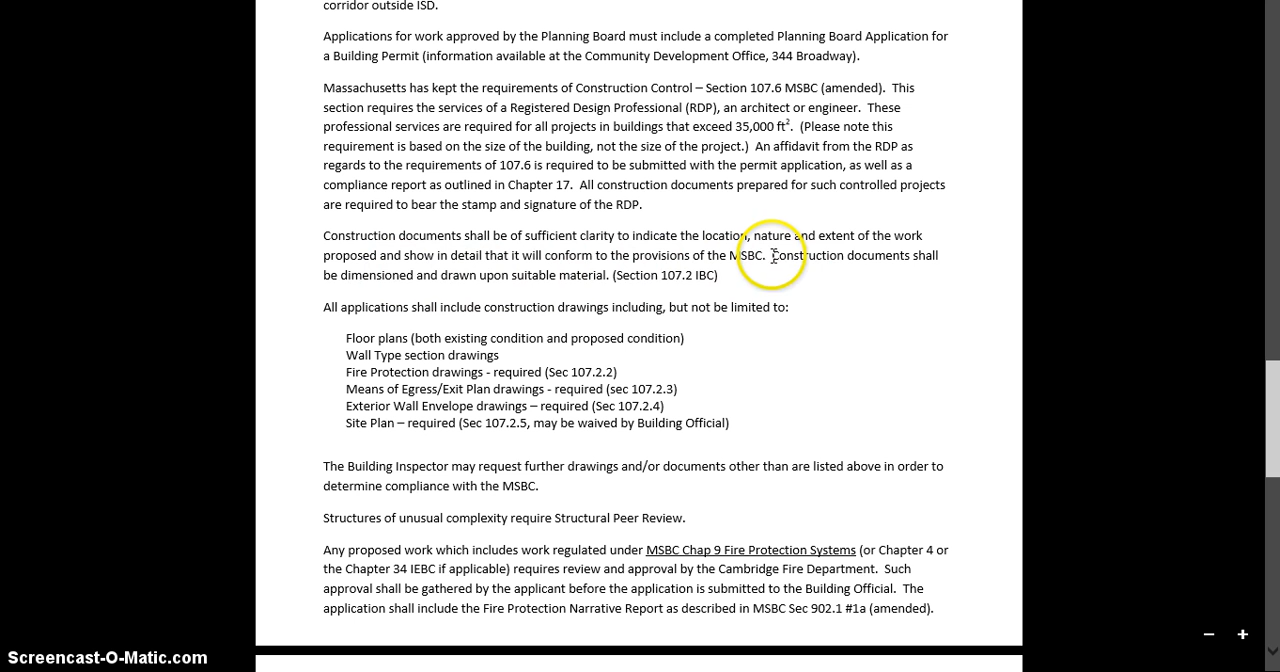 corridor outside ISD.
Applications for work approved by the Planning Board must include a completed Planning Board Application for
a Building Permit (information available at the Community Development Office, 344 Broadway).
Massachusetts has kept the requirements of Construction Control – Section 107.6 MSBC (amended).  This
section requires the services of a Registered Design Professional (RDP), an architect or engineer.  These
professional services are required for all projects in buildings that exceed 35,000 ft².  (Please note this
requirement is based on the size of the building, not the size of the project.)  An affidavit from the RDP as
regards to the requirements of 107.6 is required to be submitted with the permit application, as well as a
compliance report as outlined in Chapter 17.  All construction documents prepared for such controlled projects
are required to bear the stamp and signature of the RDP.
Construction documents shall be of sufficient clarity to indicate the location, nature and extent of the work
proposed and show in detail that it will conform to the provisions of the MSBC.  Construction documents shall
be dimensioned and drawn upon suitable material. (Section 107.2 IBC)
All applications shall include construction drawings including, but not be limited to:
Floor plans (both existing condition and proposed condition)
Wall Type section drawings
Fire Protection drawings - required (Sec 107.2.2)
Means of Egress/Exit Plan drawings - required (sec 107.2.3)
Exterior Wall Envelope drawings – required (Sec 107.2.4)
Site Plan – required (Sec 107.2.5, may be waived by Building Official)
The Building Inspector may request further drawings and/or documents other than are listed above in order to
determine compliance with the MSBC.
Structures of unusual complexity require Structural Peer Review.
Any proposed work which includes work regulated under MSBC Chap 9 Fire Protection Systems (or Chapter 4 or
the Chapter 34 IEBC if applicable) requires review and approval by the Cambridge Fire Department.  Such
approval shall be gathered by the applicant before the application is submitted to the Building Official.  The
application shall include the Fire Protection Narrative Report as described in MSBC Sec 902.1 #1a (amended).
Screencast-O-Matic.com